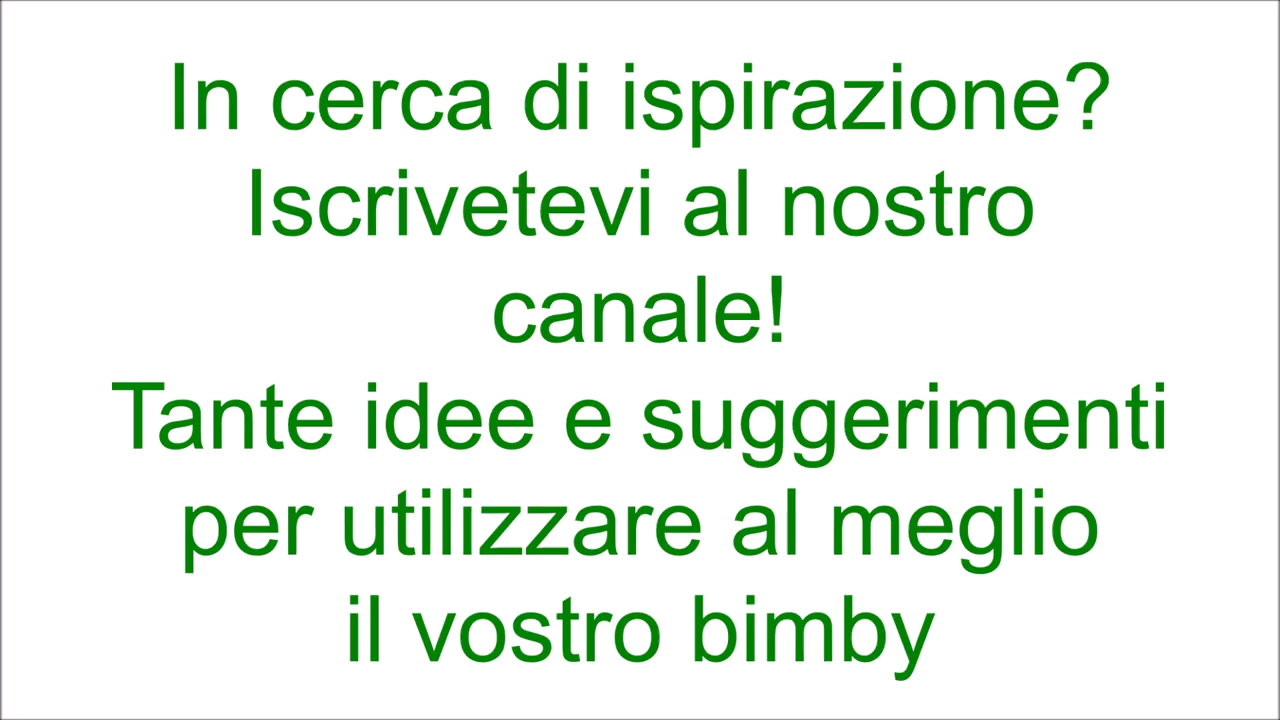 In cerca di ispirazione?
Iscrivetevi al nostro
canale!
Tante idee e suggerimenti
per utilizzare al meglio
il vostro bimby